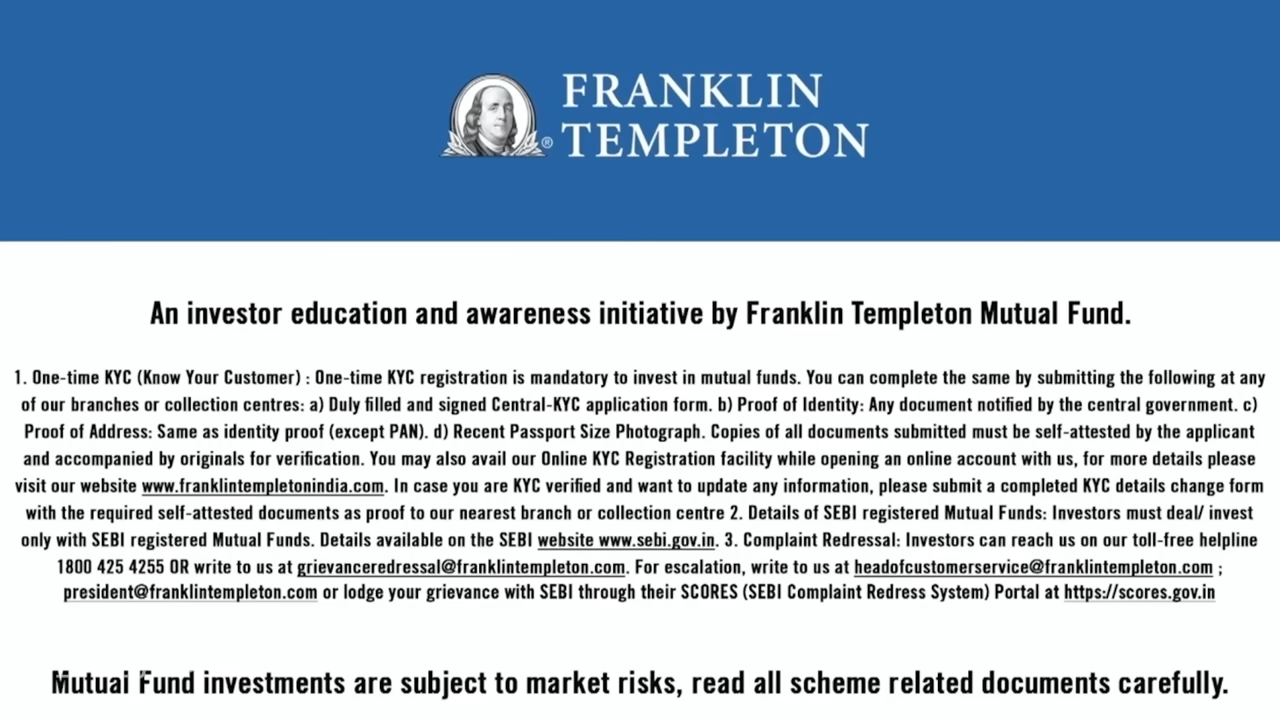 FRANKLIN
TEMPLETON
®
An investor education and awareness initiative by Franklin Templeton Mutual Fund.
1. One-time KYC (Know Your Customer) : One-time KYC registration is mandatory to invest in mutual funds. You can complete the same by submitting the following at any
of our branches or collection centres: a) Duly filled and signed Central-KYC application form. b) Proof of Identity: Any document notified by the central government. c)
Proof of Address: Same as identity proof (except PAN). d) Recent Passport Size Photograph. Copies of all documents submitted must be self-attested by the applicant
and accompanied by originals for verification. You may also avail our Online KYC Registration facility while opening an online account with us, for more details please
visit our website www.franklintempletonindia.com. In case you are KYC verified and want to update any information, please submit a completed KYC details change form
with the required self-attested documents as proof to our nearest branch or collection centre 2. Details of SEBI registered Mutual Funds: Investors must deal/ invest
only with SEBI registered Mutual Funds. Details available on the SEBI website www.sebi.gov.in. 3. Complaint Redressal: Investors can reach us on our toll-free helpline
1800 425 4255 OR write to us at grievanceredressal@franklintempleton.com. For escalation, write to us at headofcustomerservice@franklintempleton.com ;
president@franklintempleton.com or lodge your grievance with SEBI through their SCORES (SEBI Complaint Redress System) Portal at https://scores.gov.in
Mutual Fund investments are subject to market risks, read all scheme related documents carefully.